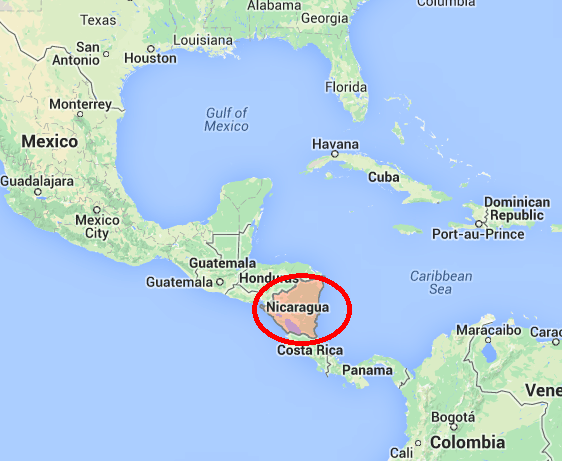 Alabama
Columbia
Texas
Georgia
Louisiana
San
Antonio
Houston
Florida
Monterrey
Gulf of
Mexico
Mexico
Havana
Cuba
Guadalajara
Mexico
City
Dominican
Republic
Port-au-Prince
Guatemala
Guatemala
Honduras
Caribbean
Sea
Nicaragua
Maracaibo
Carac
Costa Rica
Panama
Vene
Bogotá
Colombia
Cali